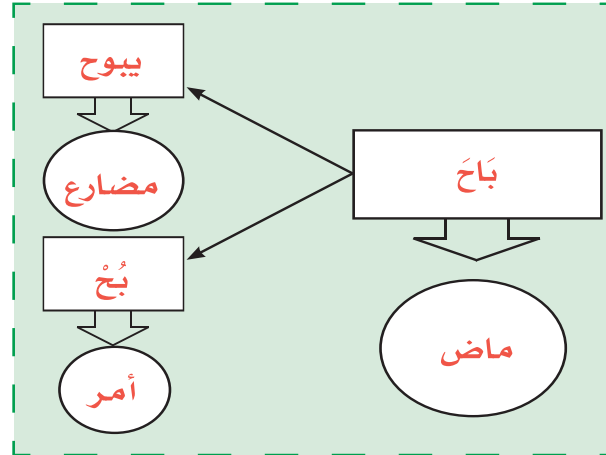 بَاحَ
ماض
يبوح
مضارع
بُحْ
أمر